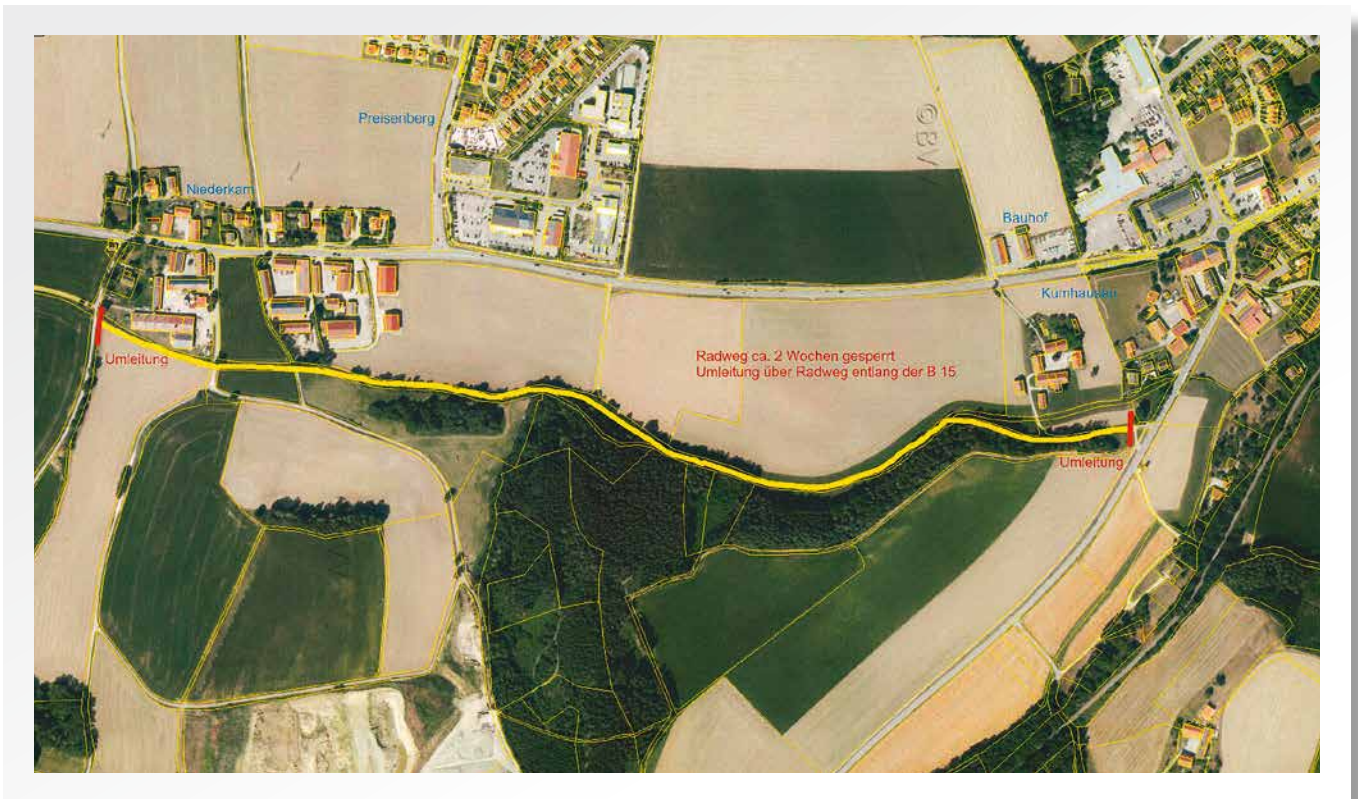 Preisenberg
©BV
Niederkam
Bauhof
Kumhausen
Umleitung
Radweg ca. 2 Wochen gesperrt
Umleitung über Radweg entlang der B 15
Umleitung